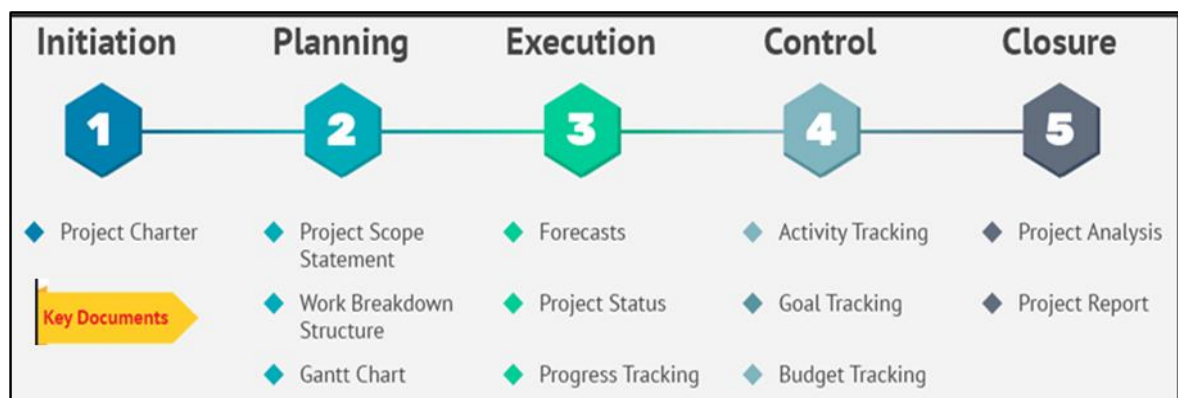 Initiation
Planning
Execution
Control
Closure
1
2
3
4
5
Project Charter
Key Documents
Project Scope
Statement
Work Breakdown
Structure
Gantt Chart
Forecasts
Project Status
Progress Tracking
Activity Tracking
Goal Tracking
Budget Tracking
Project Analysis
Project Report